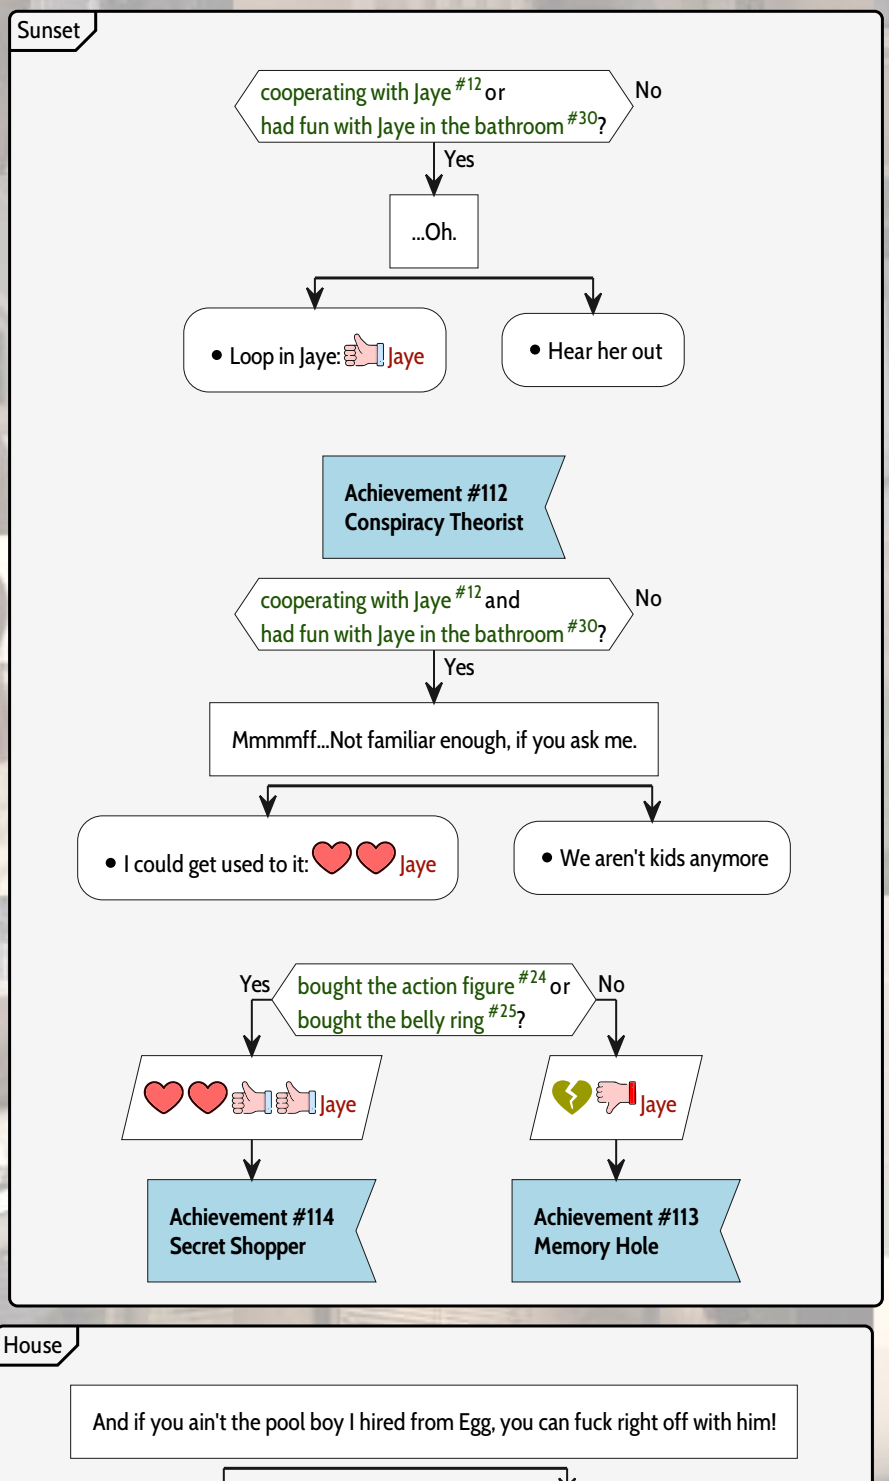 Sunset
cooperating with Jaye #12 or
had fun with Jaye in the bathroom #30?
No
Yes
...Oh.
• Loop in Jaye: Jaye
• Hear her out
Achievement #112
Conspiracy Theorist
cooperating with Jaye #12 and
had fun with Jaye in the bathroom #30?
No
Yes
Mmmmff...Not familiar enough, if you ask me.
• I could get used to it: Jaye
• We aren't kids anymore
Yes
bought the action figure #24 or
bought the belly ring #25?
No
Jaye
Jaye
Achievement #114
Secret Shopper
Achievement #113
Memory Hole
House
And if you ain't the pool boy I hired from Egg, you can fuck right off with him!